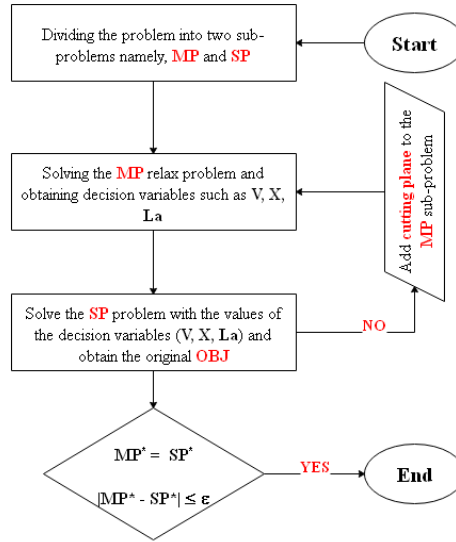 Start
Dividing the problem into two sub-
problems namely, MP and SP
Solving the MP relax problem and
obtaining decision variables such as V, X,
La
Add cutting plane to the
MP sub-problem
Solve the SP problem with the values of
the decision variables (V, X, La) and
obtain the original OBJ
NO
MP* = SP*
|MP* - SP*| ≤ ε
YES
End